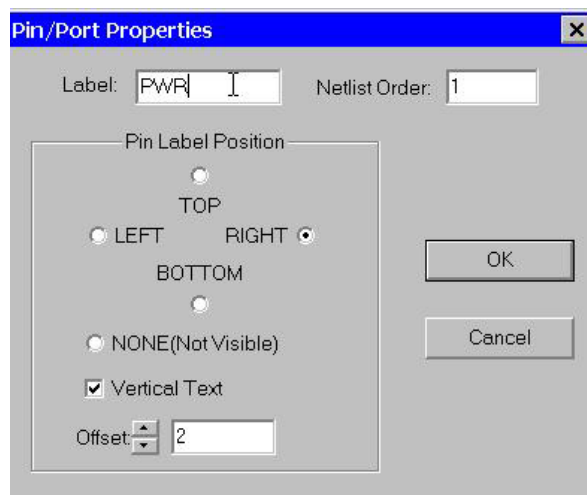 Pin/Port Properties
Label: PWR Netlist Order: 1
Pin Label Position
TOP
LEFT RIGHT
BOTTOM
OK
NONE(Not Visible)
Cancel
Vertical Text
Offset: 2